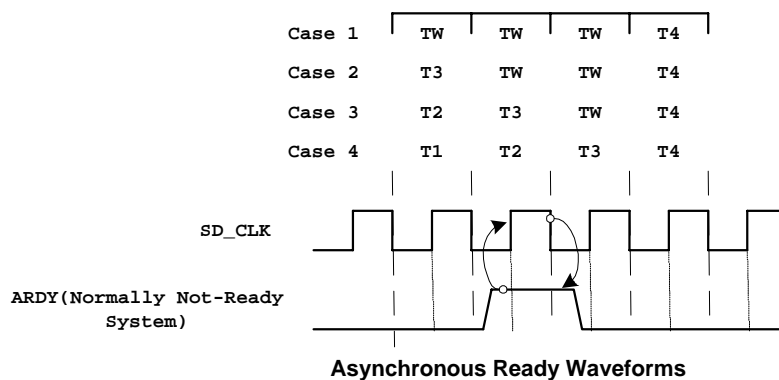 Case 1 TW TW TW T4
Case 2 T3 TW TW T4
Case 3 T2 T3 TW T4
Case 4 T1 T2 T3 T4
SD_CLK
ARDY(Normally Not-Ready
System)
Asynchronous Ready Waveforms